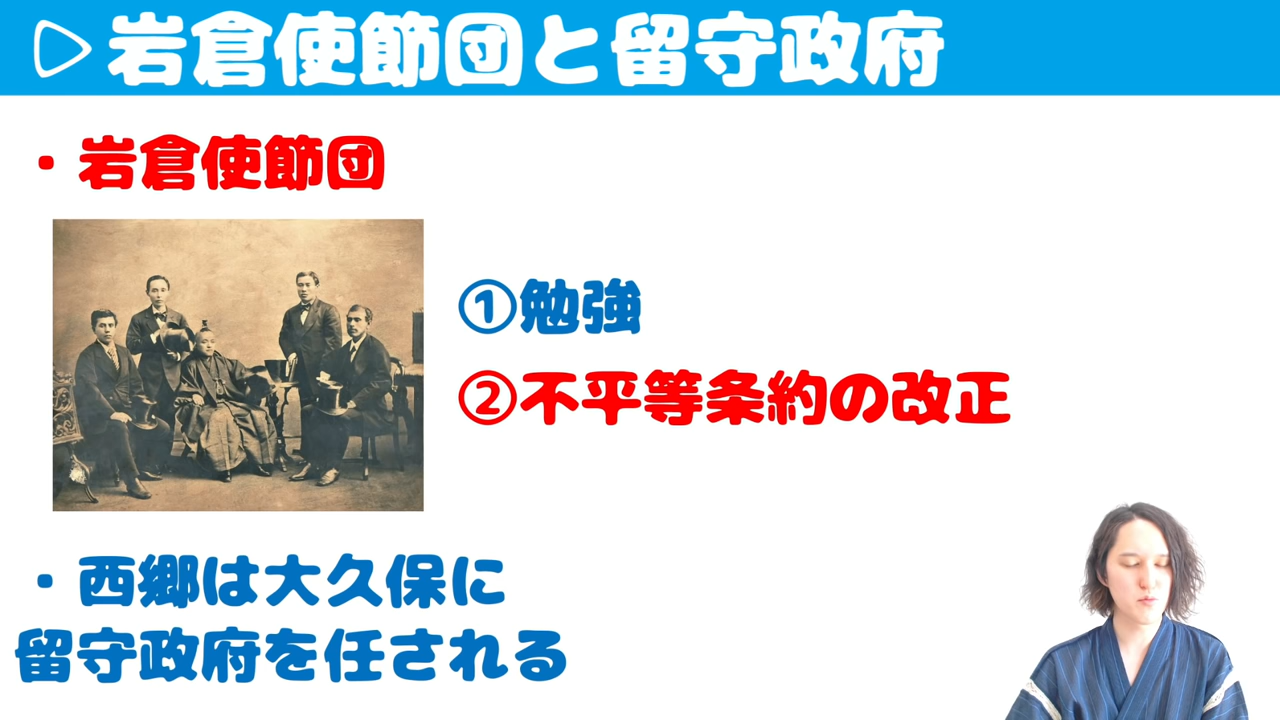 ▷岩倉使節団と留守政府
・岩倉使節団
①勉強
②不平等条約の改正
・西郷は大久保に
留守政府を任される